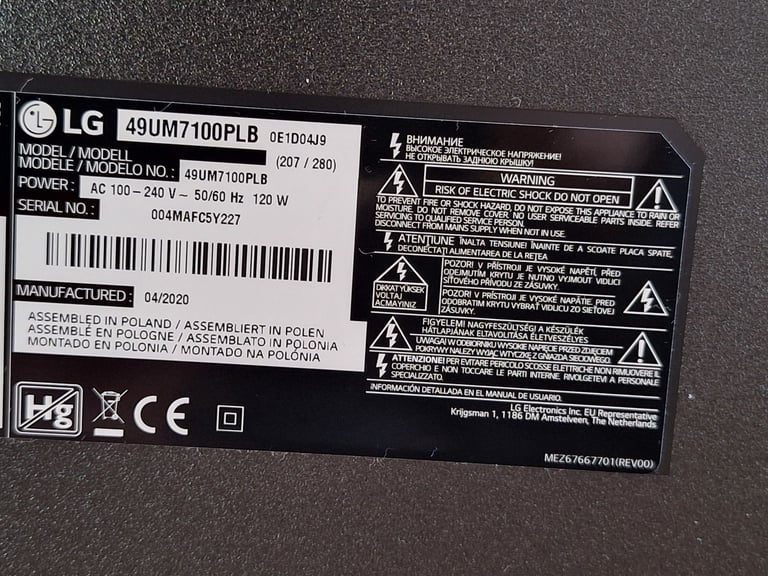 LG 49UM7100PLB 0E1D04J9
MODEL / MODELL (207 / 280)
MODELE / MODELO NO.: 49UM7100PLB
POWER : AC 100–240 V ~ 50/60 Hz 120 W
SERIAL NO. : 004MAFC5Y227
MANUFACTURED : 04/2020
ASSEMBLED IN POLAND / ASSEMBLIERT IN POLEN
ASSEMBLÉ EN POLOGNE / ASSEMBLATO IN POLONIA
MONTADO EN POLONIA / MONTADO NA POLÓNIA
Hg CE
ВНИМАНИЕ
ВЫСОКОЕ ЭЛЕКТРИЧЕСКОЕ НАПРЯЖЕНИЕ!
НЕ ОТКРЫВАТЬ ЗАДНЮЮ КРЫШКУ!
WARNING
RISK OF ELECTRIC SHOCK DO NOT OPEN
TO PREVENT FIRE OR SHOCK HAZARD, DO NOT EXPOSE THIS APPLIANCE TO RAIN OR
MOISTURE. DO NOT REMOVE COVER. NO USER SERVICEABLE PARTS INSIDE. REFER
SERVICING TO QUALIFIED SERVICE PERSON.
DISCONNECT FROM MAINS SUPPLY WHEN NOT IN USE.
ATENȚIUNE ÎNALTA TENSIUNE! ÎNAINTE DE A SCOATE PLACA SPATE,
DECONECTAȚI ALIMENTAREA DE LA REȚEA
DİKKAT YÜKSEK
VOLTAJ
AÇMAYINIZ
POZOR! V PŘÍSTROJI JE VYSOKÉ NAPĚTÍ, PŘED
ODEJMUTÍM KRYTU JE NUTNO VYJMOUT VIDLICI
SÍŤOVÉHO PŘÍVODU ZE ZÁSUVKY.
POZOR! V PRÍSTROJI JE VYSOKÉ NAPÄTIE, PRED
ODOBRATÍM KRYTU VYBRAŤ VIDLICU ZO SIEŤOVEJ
ZÁSUVKY.
FIGYELEM! NAGYFESZÜLTSÉG! A KÉSZÜLÉK
HÁTLAPJÁNAK ELTÁVOLÍTÁSA ÉLETVESZÉLYES
UWAGA! W ODBIORNIKU WYSOKIE NAPIĘCIE PRZED ZDJĘCIEM
POKRYWY NALEŻY WYJĄĆ WTYCZKĘ Z GNIAZDA SIECIOWEGO.
ATTENZIONE! PER EVITARE PERICOLO SCOSSE ELETTRICHE NON RIMUOVERE IL
COPERCHIO E NON TOCCARE LE PARTI INTERNE. RIVOLGETEVI A PERSONALE
SPECIALIZZATO.
INFORMACIÓN DETALLADA EN EL MANUAL DE USUARIO.
LG Electronics Inc. EU Representative
Krijgsman 1, 1186 DM Amstelveen, The Netherlands
MEZ67667701(REV00)